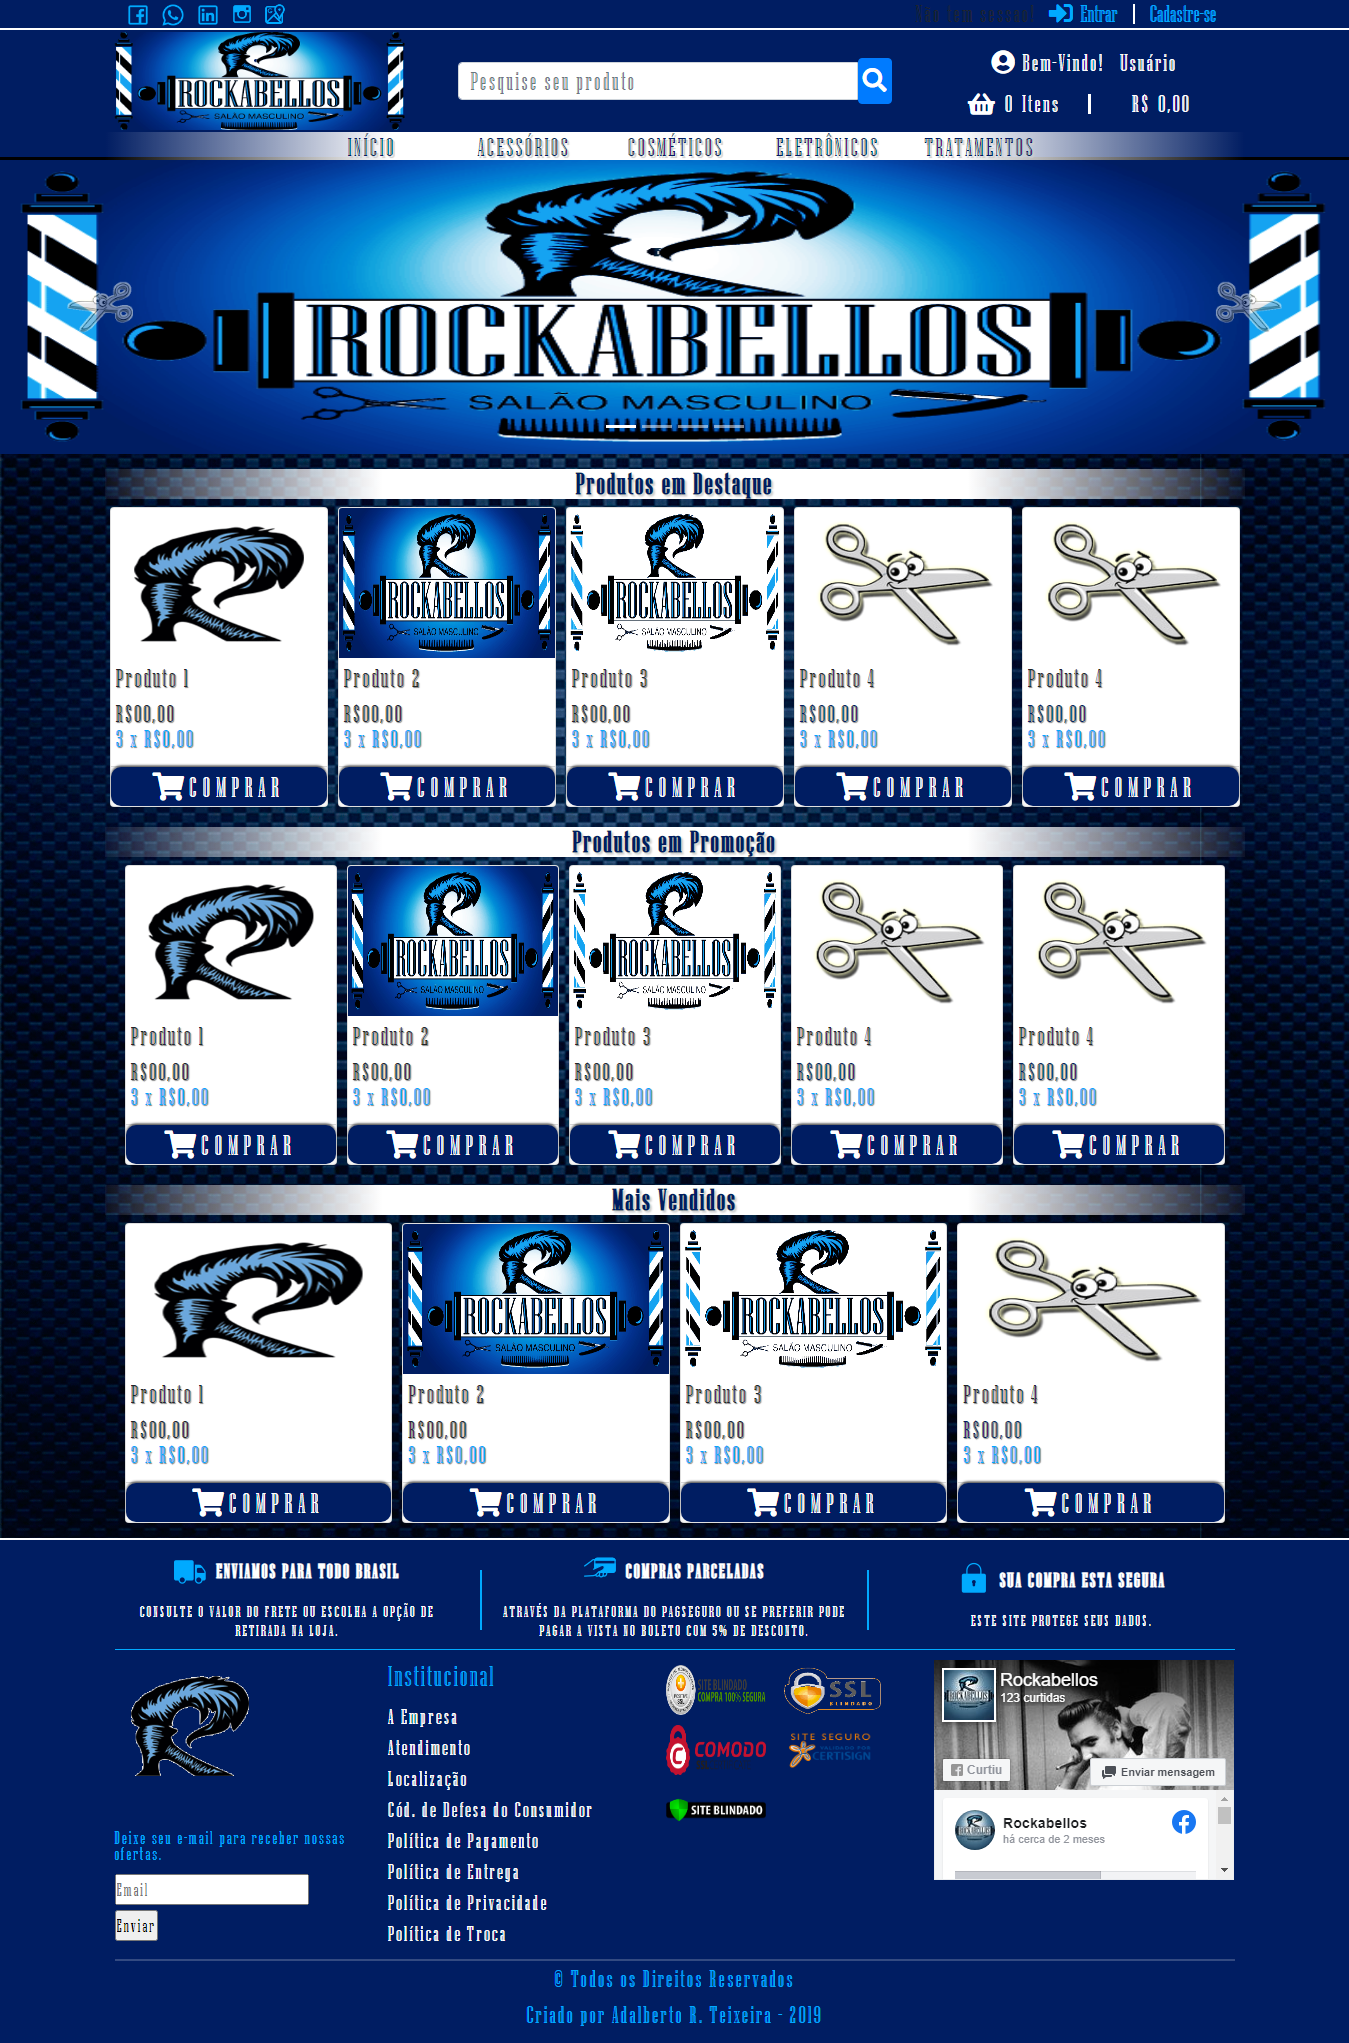 Não tem sessao!
Entrar
Cadastre-se
ROCKABELLOS
SALÃO MASCULINO
Pesquise seu produto
Bem-Vindo! Usuário
0 Itens
R$ 0,00
INÍCIO
ACESSÓRIOS
COSMÉTICOS
ELETRÔNICOS
TRATAMENTOS
ROCKABELLOS
SALÃO MASCULINO
Produtos em Destaque
ROCKABELLOS
SALÃO MASCULINO
ROCKABELLOS
SALÃO MASCULINO
Produto 1
Produto 2
Produto 3
Produto 4
Produto 4
R$00,00
R$00,00
R$00,00
R$00,00
R$00,00
3 x R$0,00
3 x R$0,00
3 x R$0,00
3 x R$0,00
3 x R$0,00
COMPRAR
COMPRAR
COMPRAR
COMPRAR
COMPRAR
Produtos em Promoção
ROCKABELLOS
SALÃO MASCULINO
ROCKABELLOS
SALÃO MASCULINO
Produto 1
Produto 2
Produto 3
Produto 4
Produto 4
R$00,00
R$00,00
R$00,00
R$00,00
R$00,00
3 x R$0,00
3 x R$0,00
3 x R$0,00
3 x R$0,00
3 x R$0,00
COMPRAR
COMPRAR
COMPRAR
COMPRAR
COMPRAR
Mais Vendidos
ROCKABELLOS
SALÃO MASCULINO
ROCKABELLOS
SALÃO MASCULINO
Produto 1
Produto 2
Produto 3
Produto 4
R$00,00
R$00,00
R$00,00
R$00,00
3 x R$0,00
3 x R$0,00
3 x R$0,00
3 x R$0,00
COMPRAR
COMPRAR
COMPRAR
COMPRAR
ENVIAMOS PARA TODO BRASIL
CONSULTE O VALOR DO FRETE OU ESCOLHA A OPÇÃO DE
RETIRADA NA LOJA.
COMPRAS PARCELADAS
ATRAVÉS DA PLATAFORMA DO PAGSEGURO OU SE PREFERIR PODE
PAGAR A VISTA NO BOLETO COM 5% DE DESCONTO.
SUA COMPRA ESTA SEGURA
ESTE SITE PROTEGE SEUS DADOS.
Deixe seu e-mail para receber nossas
ofertas.
Email
Enviar
Institucional
A Empresa
Atendimento
Localização
Cód. de Defesa do Consumidor
Política de Pagamento
Política de Entrega
Política de Privacidade
Política de Troca
SITE BLINDADO
COMPRA 100% SEGURA
SSL
BLINDADO
COMODO
SITE SEGURO
CERTISIGN
SITE BLINDADO
ROCKABELLOS
Rockabellos
123 curtidas
Curtiu
Enviar mensagem
ROCKABELLOS
Rockabellos
há cerca de 2 meses
© Todos os Direitos Reservados
Criado por Adalberto R. Teixeira - 2019